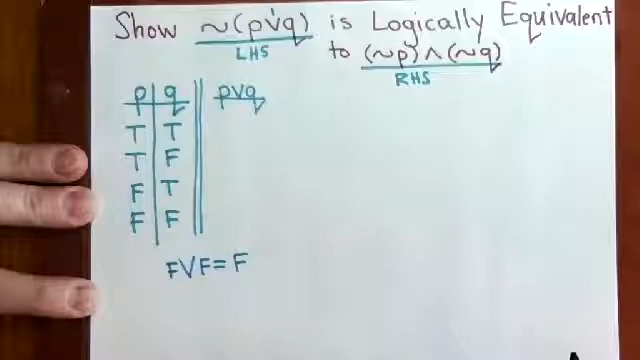 Show ~(p∨q) is Logically Equivalent
LHS
to (~p)∧(~q)
RHS
p q p∨q
T T
T F
F T
F F
F∨F=F